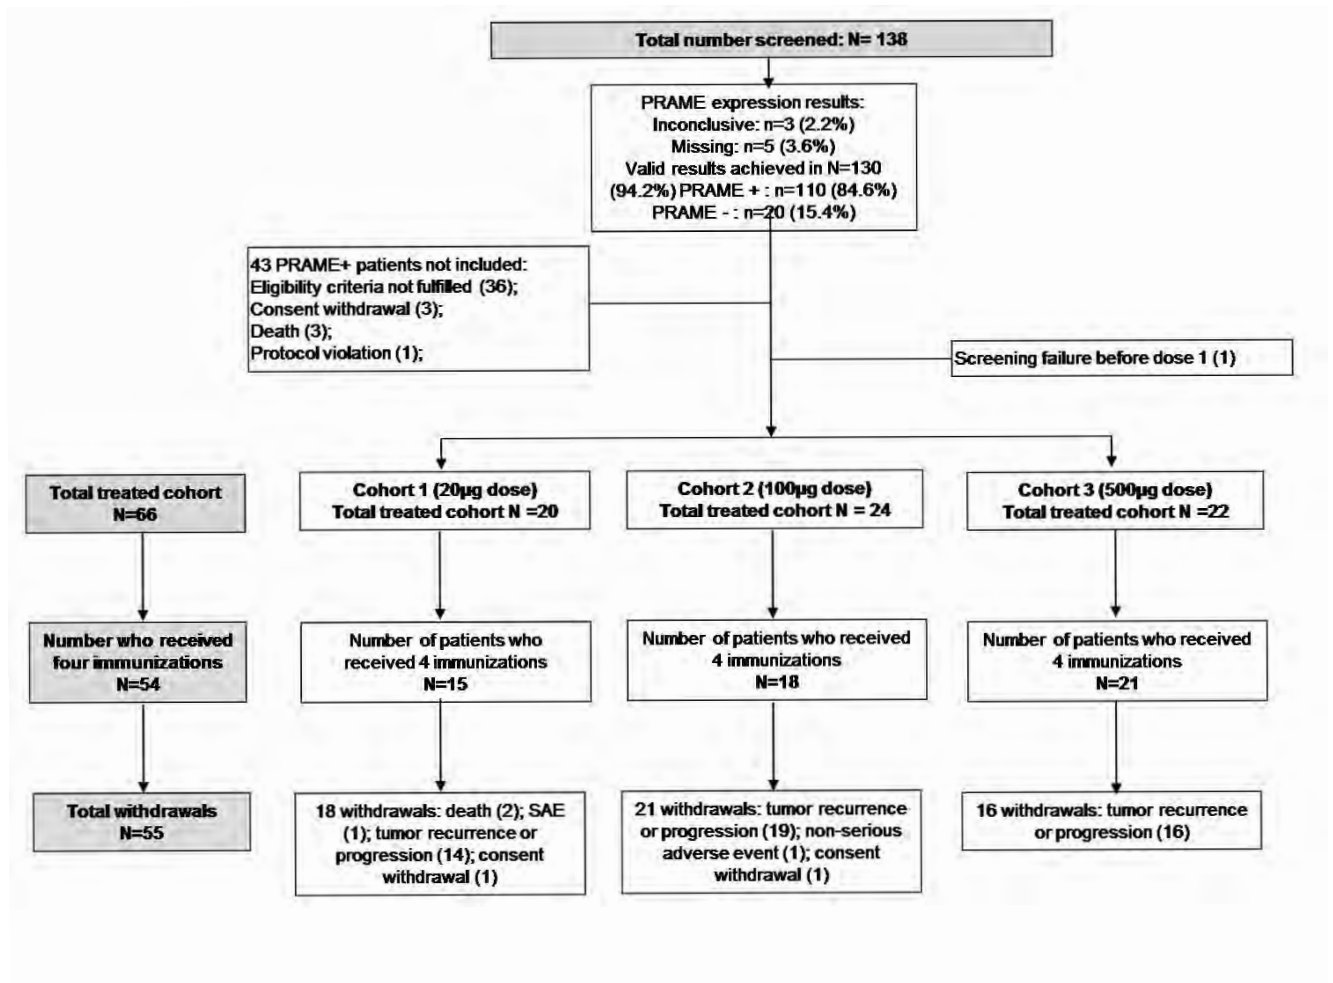 Total number screened: N= 138
PRAME expression results:
Inconclusive: n=3 (2.2%)
Missing: n=5 (3.6%)
Valid results achieved in N=130
(94.2%) PRAME + : n=110 (84.6%)
PRAME - : n=20 (15.4%)
43 PRAME+ patients not included:
Eligibility criteria not fulfilled (36);
Consent withdrawal (3);
Death (3);
Protocol violation (1);
Screening failure before dose 1 (1)
Total treated cohort
N=66
Cohort 1 (20µg dose)
Total treated cohort N =20
Cohort 2 (100µg dose)
Total treated cohort N = 24
Cohort 3 (500µg dose)
Total treated cohort N =22
Number who received
four immunizations
N=54
Number of patients who
received 4 immunizations
N=15
Number of patients who received
4 immunizations
N=18
Number of patients who received
4 immunizations
N=21
Total withdrawals
N=55
18 withdrawals: death (2); SAE
(1); tumor recurrence or
progression (14); consent
withdrawal (1)
21 withdrawals: tumor recurrence
or progression (19); non-serious
adverse event (1); consent
withdrawal (1)
16 withdrawals: tumor recurrence
or progression (16)